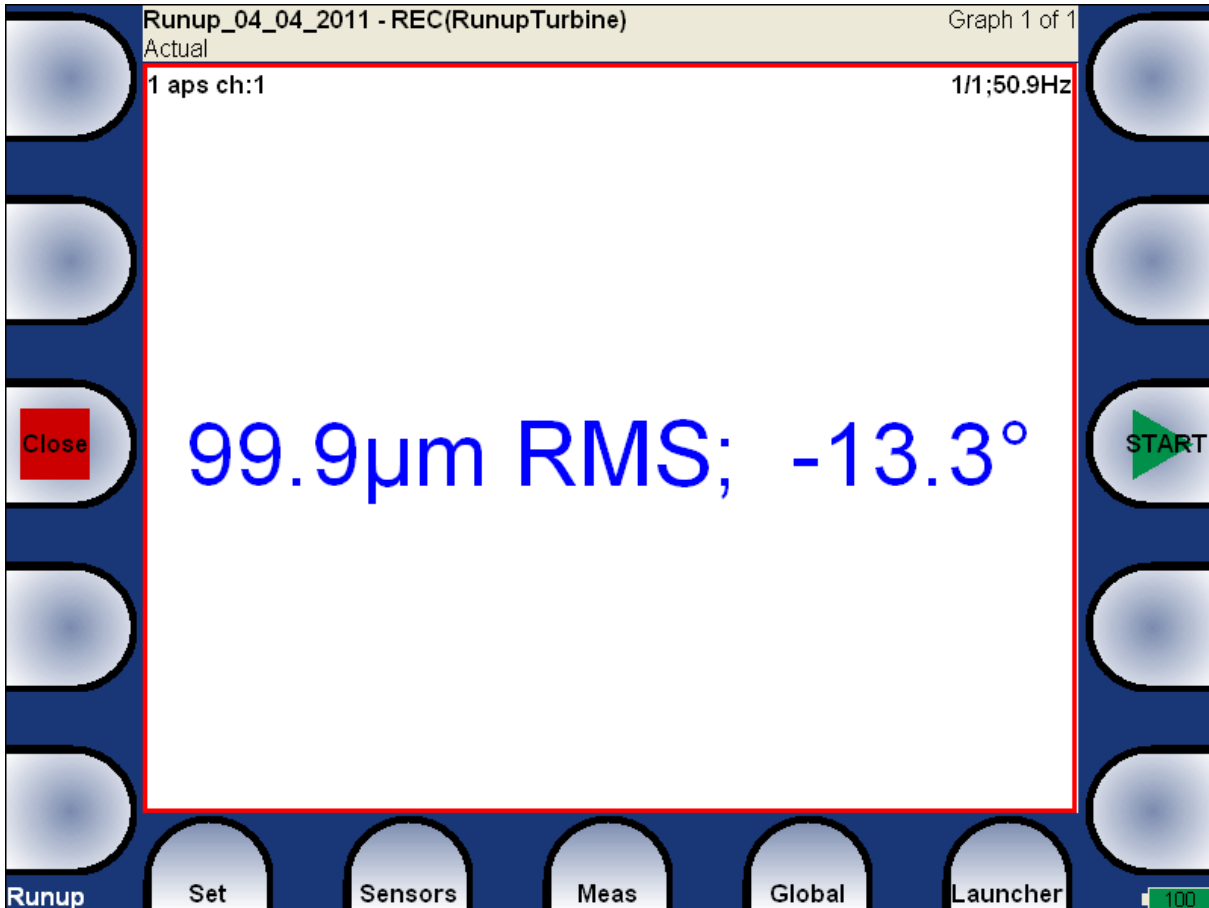 Runup_04_04_2011 - REC(RunupTurbine) Graph 1 of 1
Actual
1 aps ch:1 1/1;50.9Hz
Close
99.9µm RMS; -13.3°
START
Set Sensors Meas Global Launcher
Runup 100